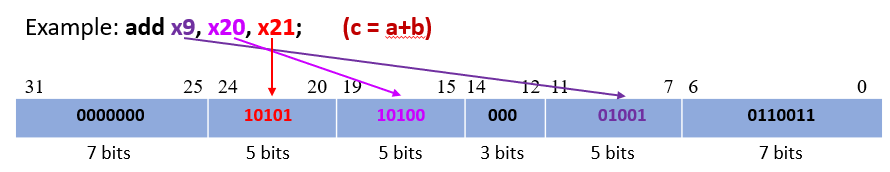 Example: add x9, x20, x21; (c = a+b)
31 25 24 20 19 15 14 12 11 7 6 0
0000000 10101 10100 000 01001 0110011
7 bits 5 bits 5 bits 3 bits 5 bits 7 bits